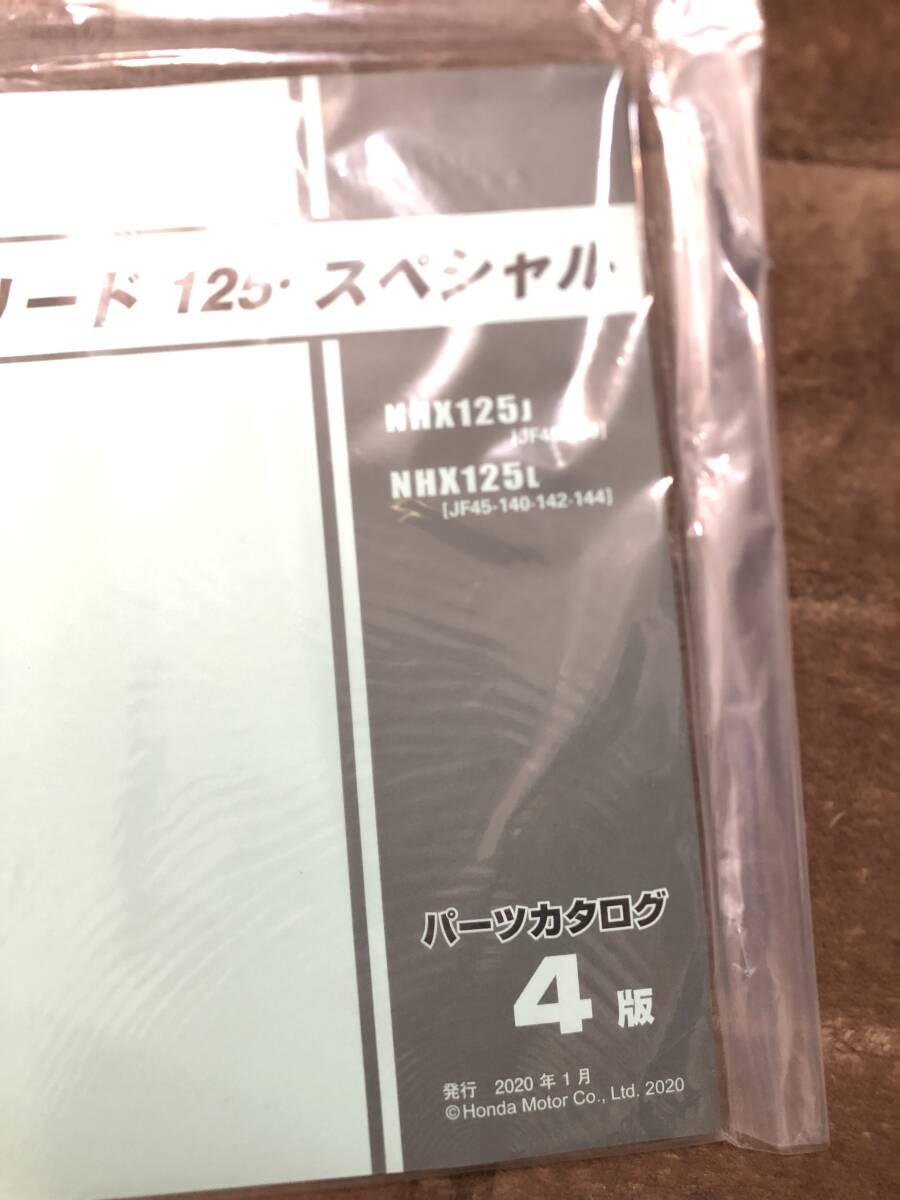 リード 125・スペシャル
NHX125J
NHX125L
[JF45-140・142・144]
パーツカタログ
4 版
発行 2020 年 1 月
©Honda Motor Co., Ltd. 2020